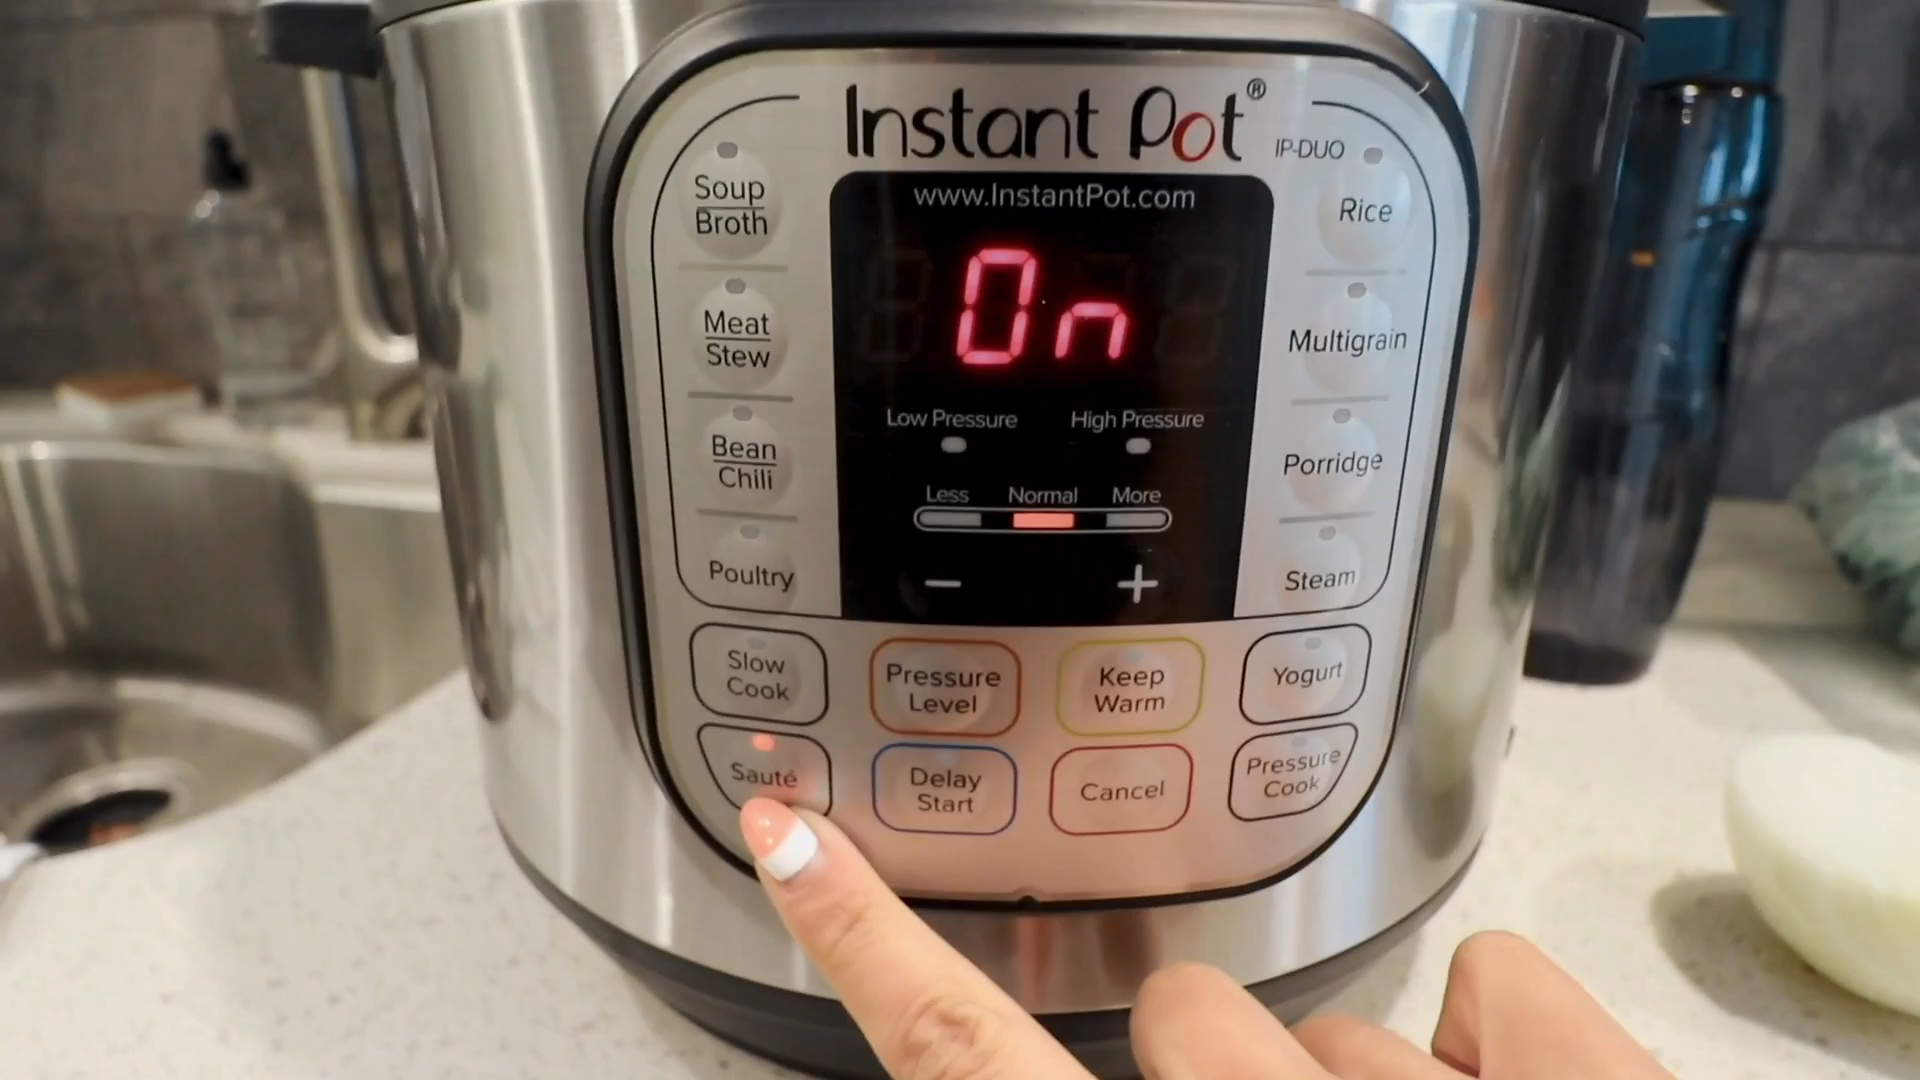 Instant Pot®
IP-DUO
www.InstantPot.com
On
Low Pressure
High Pressure
Less
Normal
More
−
+
Soup
Broth
Meat
Stew
Bean
Chili
Poultry
Rice
Multigrain
Porridge
Steam
Slow
Cook
Pressure
Level
Keep
Warm
Yogurt
Sauté
Delay
Start
Cancel
Pressure
Cook